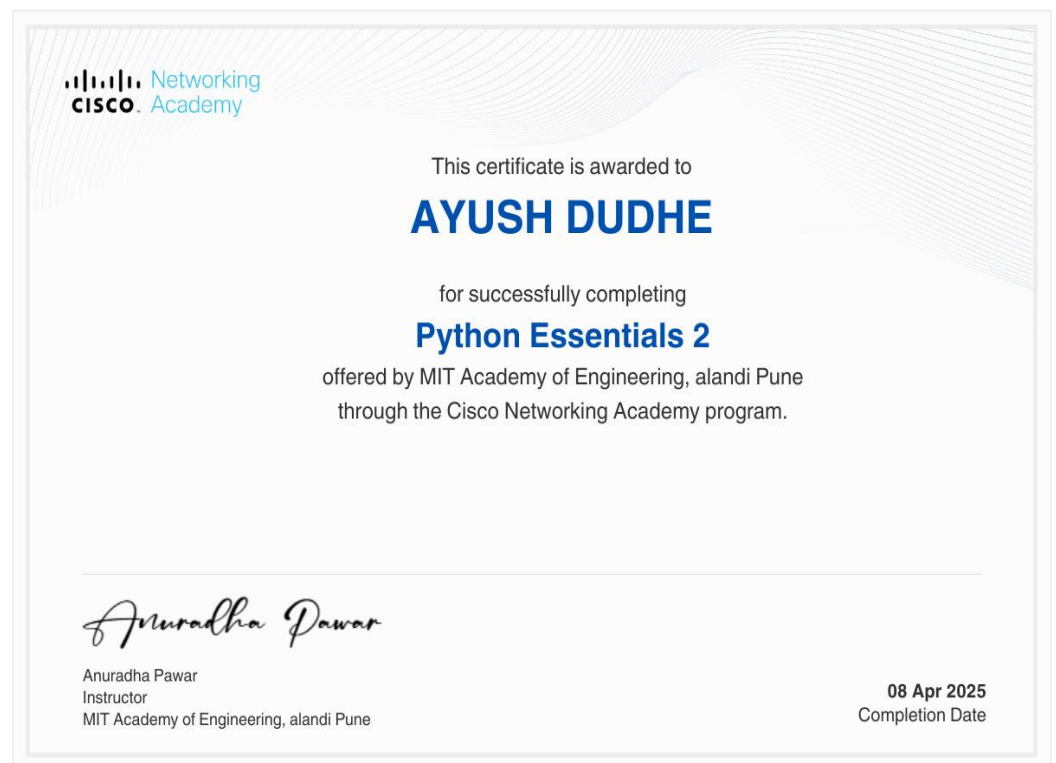 Networking
CISCO Academy
This certificate is awarded to
AYUSH DUDHE
for successfully completing
Python Essentials 2
offered by MIT Academy of Engineering, alandi Pune
through the Cisco Networking Academy program.
Anuradha Pawar
Anuradha Pawar
Instructor
MIT Academy of Engineering, alandi Pune
08 Apr 2025
Completion Date